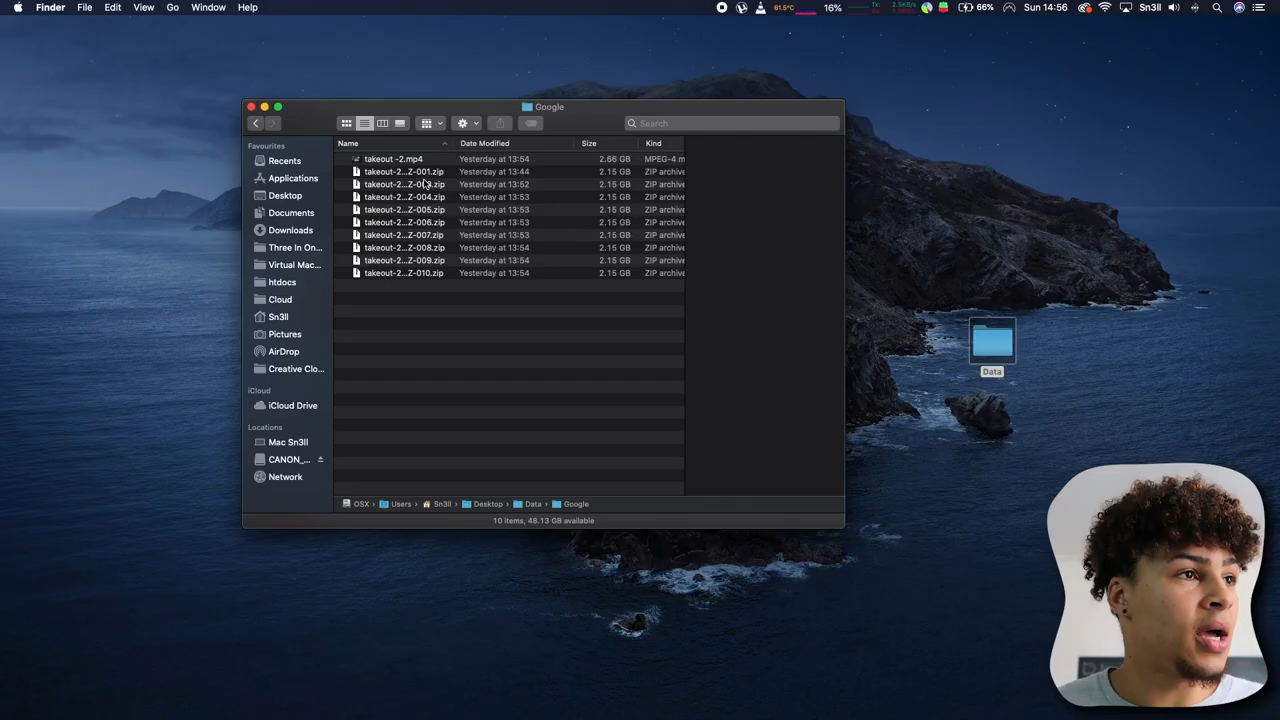 Finder File Edit View Go Window Help
61.5°C 16% Tx: 2.5KB/s 66% Sun 14:56 Sn3ll
Google
Search
Favourites
Recents
Applications
Desktop
Documents
Downloads
Three In On...
Virtual Mac...
htdocs
Cloud
Sn3ll
Pictures
AirDrop
Creative Clo...
iCloud
iCloud Drive
Locations
Mac Sn3ll
CANON_...
Network
Name Date Modified Size Kind
takeout -2.mp4 Yesterday at 13:54 2.66 GB MPEG-4 m
takeout-2...Z-001.zip Yesterday at 13:44 2.15 GB ZIP archive
takeout-2...Z-0 .zip Yesterday at 13:52 2.15 GB ZIP archive
takeout-2...Z-004.zip Yesterday at 13:53 2.15 GB ZIP archive
takeout-2...Z-005.zip Yesterday at 13:53 2.15 GB ZIP archive
takeout-2...Z-006.zip Yesterday at 13:53 2.15 GB ZIP archive
takeout-2...Z-007.zip Yesterday at 13:53 2.15 GB ZIP archive
takeout-2...Z-008.zip Yesterday at 13:54 2.15 GB ZIP archive
takeout-2...Z-009.zip Yesterday at 13:54 2.15 GB ZIP archive
takeout-2...Z-010.zip Yesterday at 13:54 2.15 GB ZIP archive
OSX › Users › Sn3ll › Desktop › Data › Google
10 items, 48.13 GB available
Data